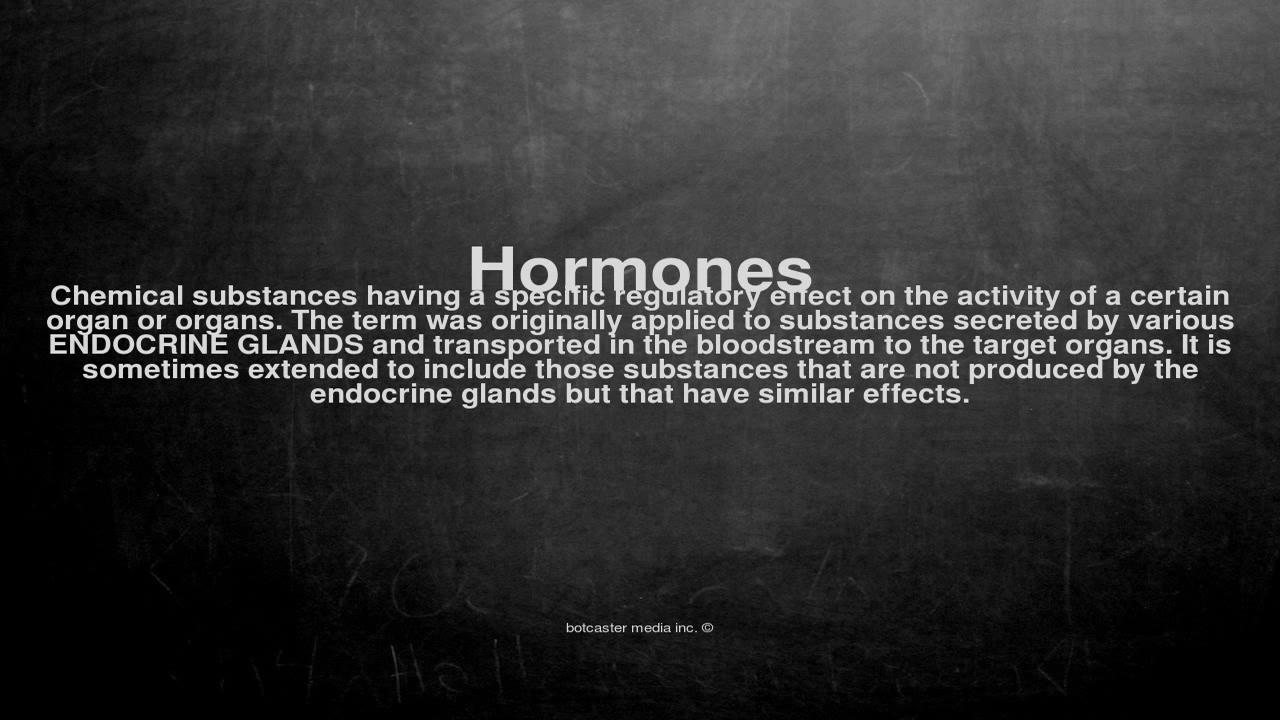 Hormones
Chemical substances having a specific regulatory effect on the activity of a certain
organ or organs. The term was originally applied to substances secreted by various
ENDOCRINE GLANDS and transported in the bloodstream to the target organs. It is
sometimes extended to include those substances that are not produced by the
endocrine glands but that have similar effects.
botcaster media inc. ©